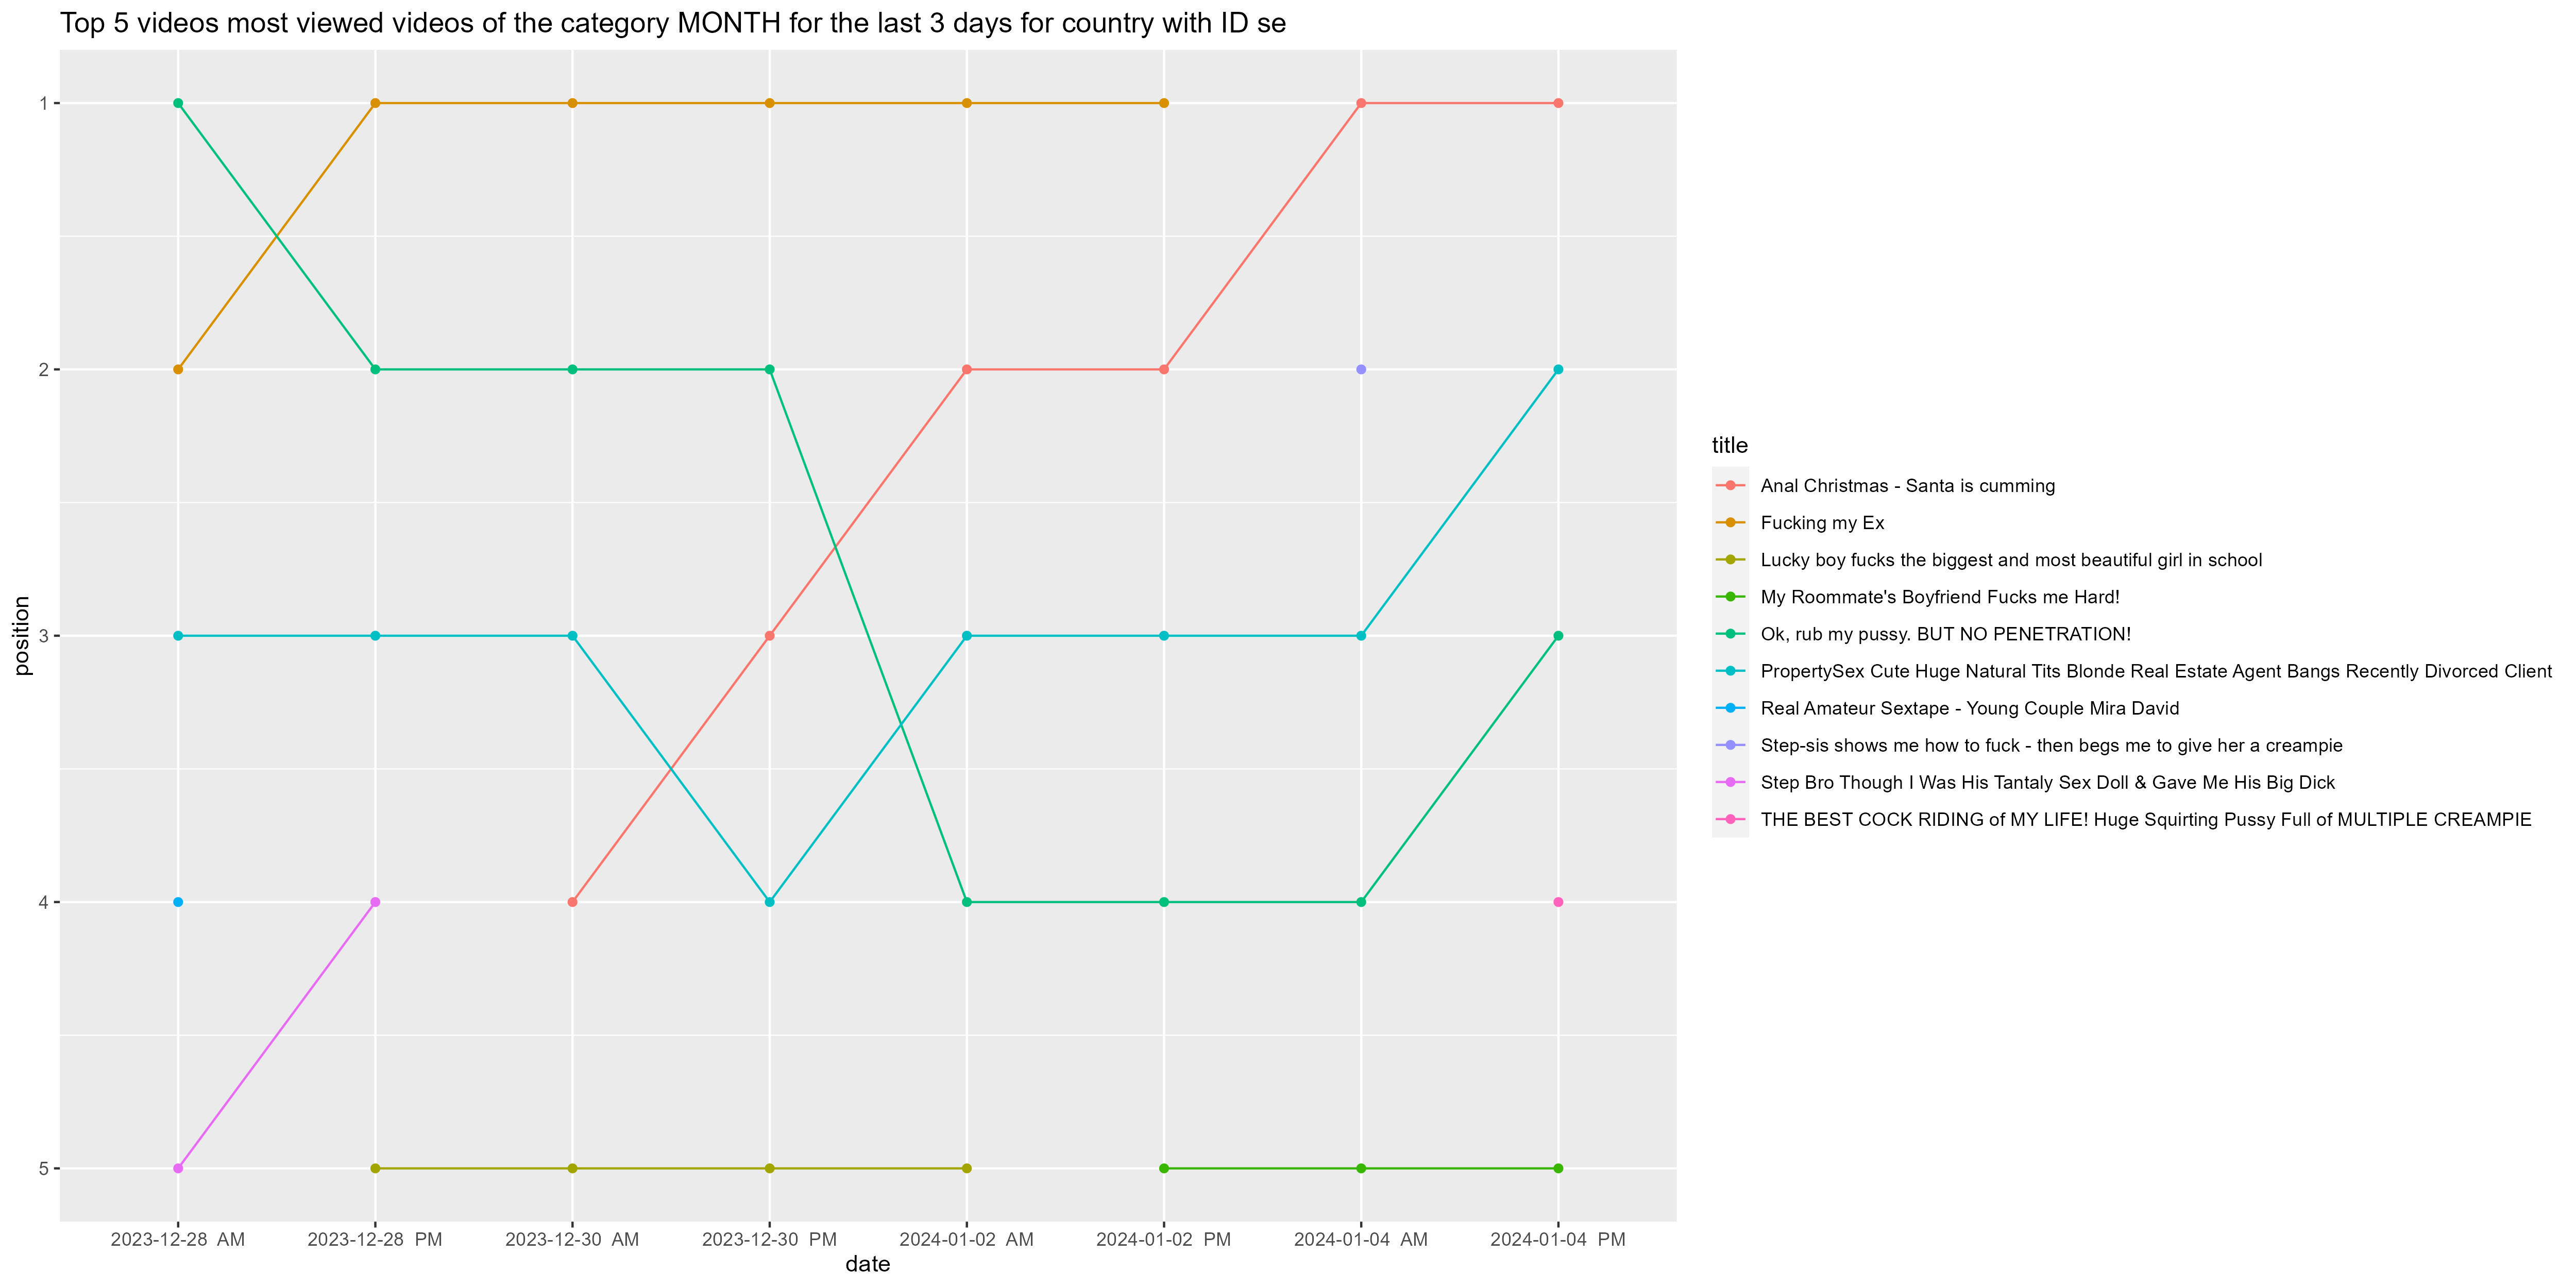 Top 5 videos most viewed videos of the category MONTH for the last 3 days for country with ID se
position
1
2
3
4
5
2023-12-28 AM
2023-12-28 PM
2023-12-30 AM
2023-12-30 PM
2024-01-02 AM
2024-01-02 PM
2024-01-04 AM
2024-01-04 PM
date
title
Anal Christmas - Santa is cumming
Fucking my Ex
Lucky boy fucks the biggest and most beautiful girl in school
My Roommate's Boyfriend Fucks me Hard!
Ok, rub my pussy. BUT NO PENETRATION!
PropertySex Cute Huge Natural Tits Blonde Real Estate Agent Bangs Recently Divorced Client
Real Amateur Sextape - Young Couple Mira David
Step-sis shows me how to fuck - then begs me to give her a creampie
Step Bro Though I Was His Tantaly Sex Doll & Gave Me His Big Dick
THE BEST COCK RIDING of MY LIFE! Huge Squirting Pussy Full of MULTIPLE CREAMPIE